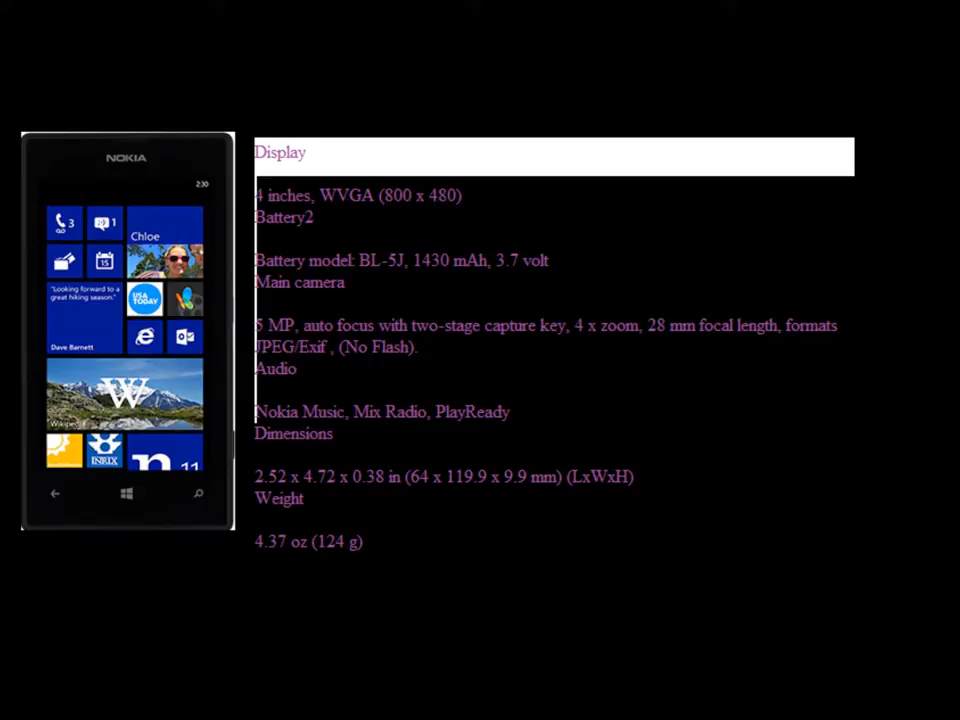 NOKIA
2:30
3
1
Chloe
15
"Looking forward to a
great hiking season."
USA
TODAY
Dave Barnett
W
Wikipe
INRIX
n
11
Display
4 inches, WVGA (800 x 480)
Battery2
Battery model: BL-5J, 1430 mAh, 3.7 volt
Main camera
5 MP, auto focus with two-stage capture key, 4 x zoom, 28 mm focal length, formats
JPEG/Exif , (No Flash).
Audio
Nokia Music, Mix Radio, PlayReady
Dimensions
2.52 x 4.72 x 0.38 in (64 x 119.9 x 9.9 mm) (LxWxH)
Weight
4.37 oz (124 g)